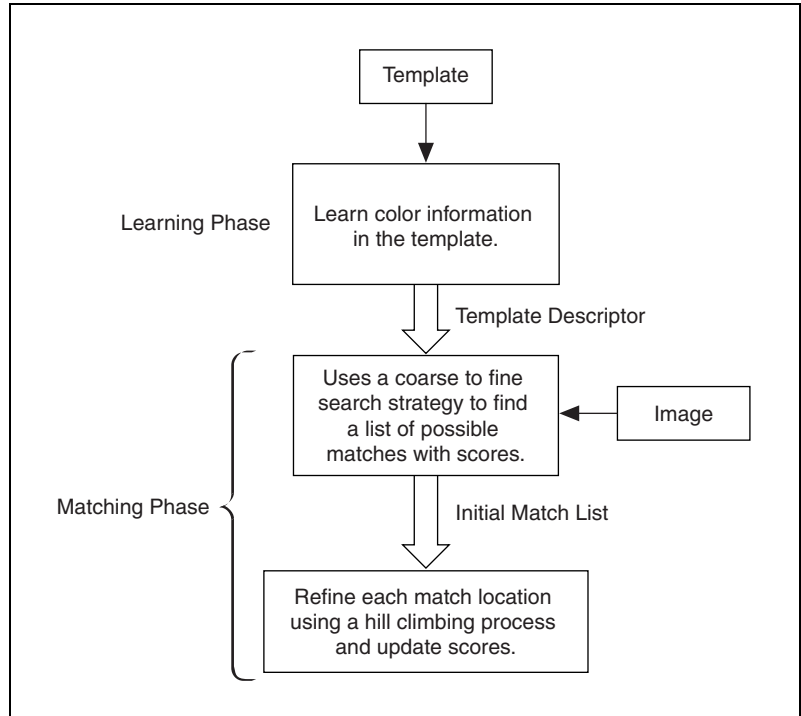 Template
Learning Phase
Learn color information
in the template.
Template Descriptor
Uses a coarse to fine
search strategy to find
a list of possible
matches with scores.
Image
Matching Phase
Initial Match List
Refine each match location
using a hill climbing process
and update scores.